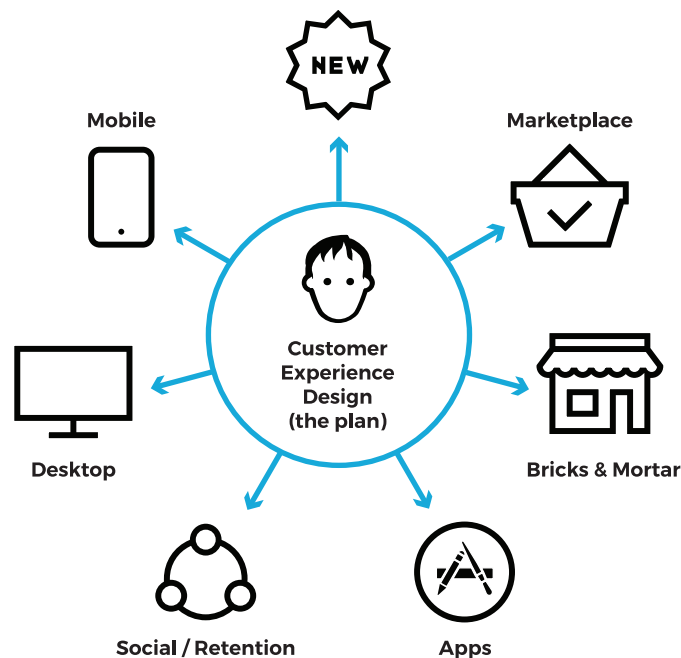 NEW
Mobile
Marketplace
Customer
Experience
Design
(the plan)
Desktop
Bricks & Mortar
Social / Retention
Apps